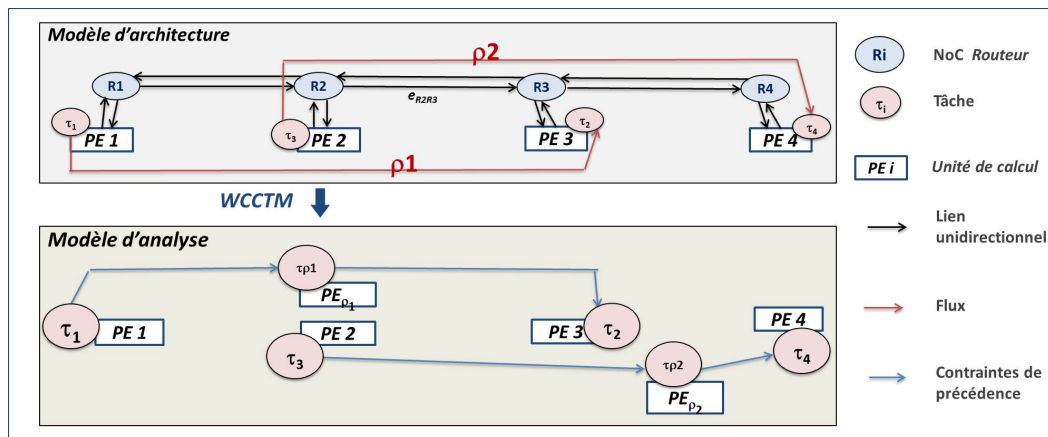 Modèle d'architecture
ρ2
R1
R2
R3
R4
e_R2R3
τ1
PE 1
τ3
PE 2
τ2
PE 3
τ4
PE 4
ρ1
WCCTM
Modèle d'analyse
τρ1
PEρ1
τ1
PE 1
PE 2
τ3
PE 3
τ2
PE 4
τ4
τρ2
PEρ2
Ri
NoC Routeur
τi
Tâche
PE i
Unité de calcul
Lien
unidirectionnel
Flux
Contraintes de
précédence